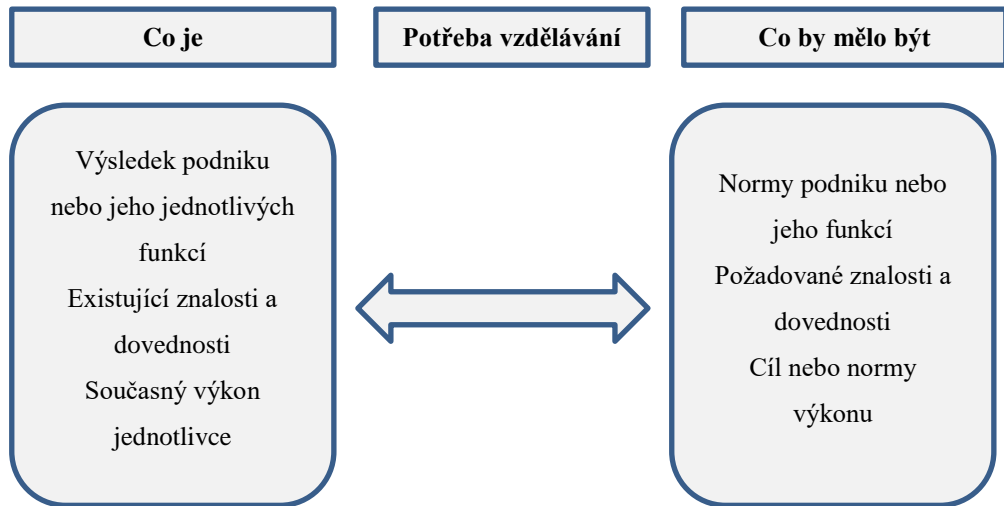 Co je
Potřeba vzdělávání
Co by mělo být
Výsledek podniku
nebo jeho jednotlivých
funkcí
Existující znalosti a
dovednosti
Současný výkon
jednotlivce
Normy podniku nebo
jeho funkcí
Požadované znalosti a
dovednosti
Cíl nebo normy
výkonu